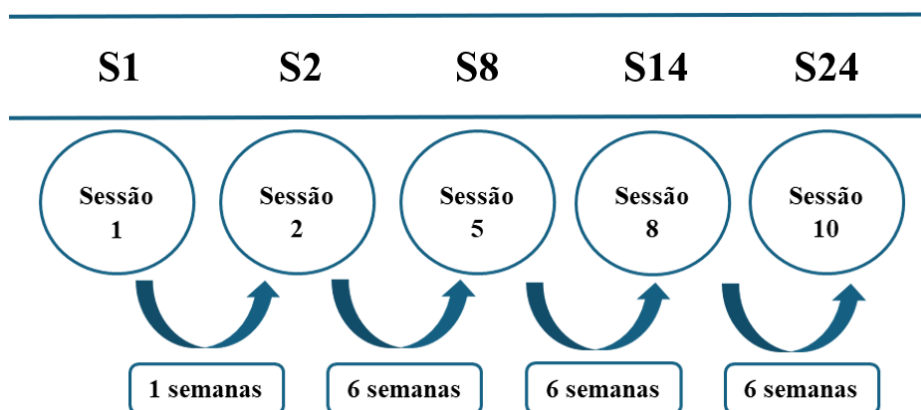 S1 S2 S8 S14 S24
Sessão
1
Sessão
2
Sessão
5
Sessão
8
Sessão
10
1 semanas
6 semanas
6 semanas
6 semanas